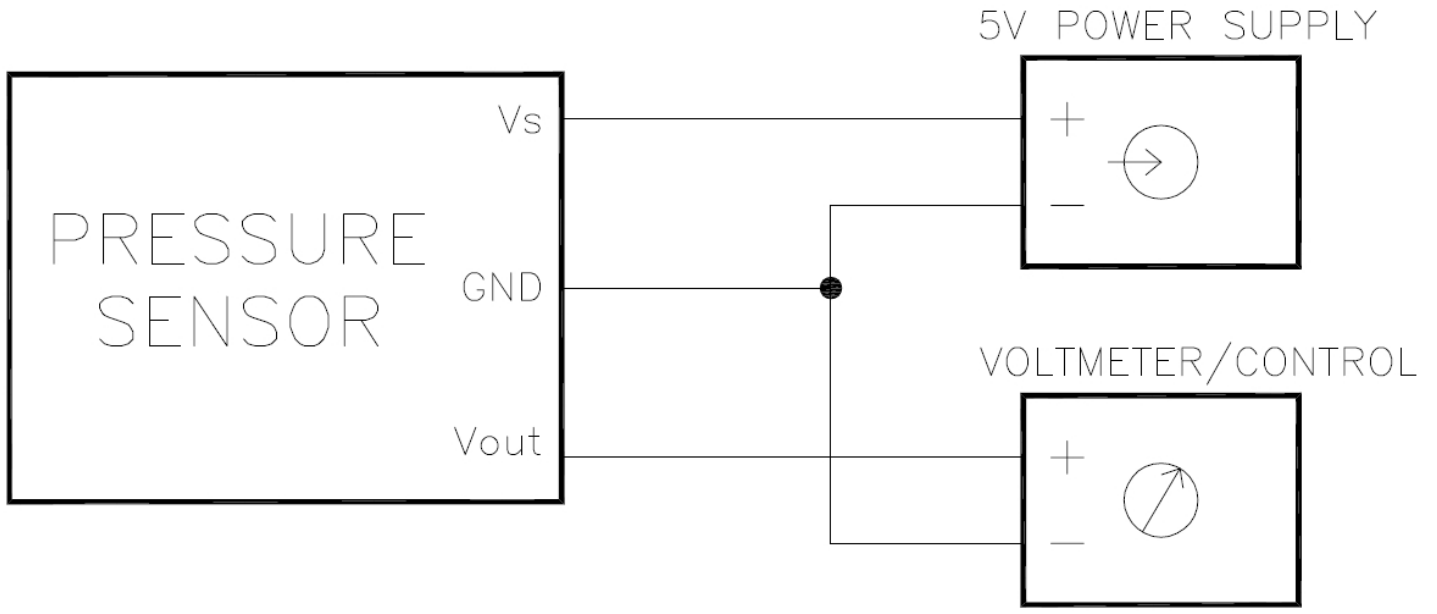 5V POWER SUPPLY
+
−
PRESSURE
SENSOR
Vs
GND
Vout
VOLTMETER/CONTROL
+
−